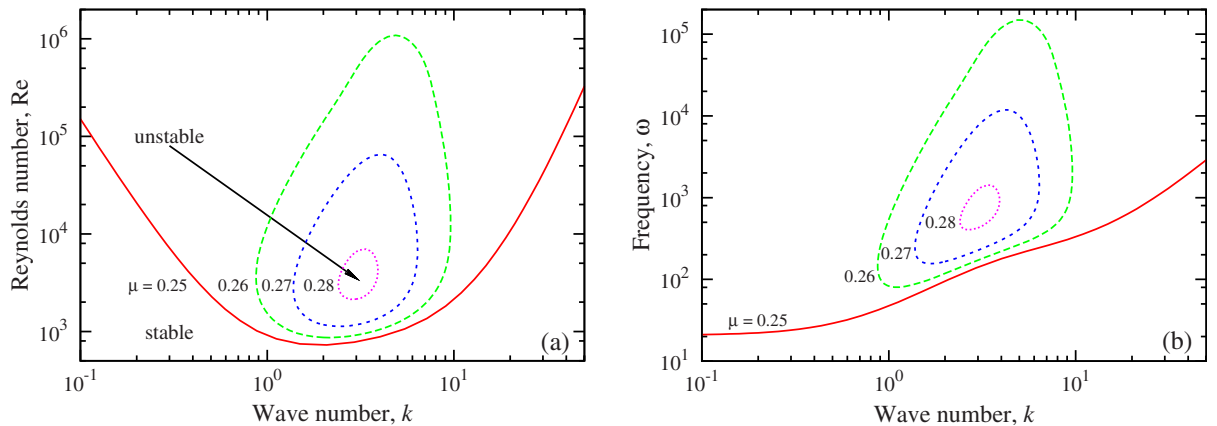 10^6
10^5
10^4
10^3
Reynolds number, Re
unstable
μ = 0.25
0.26
0.27
0.28
stable
(a)
10^-1
10^0
10^1
Wave number, k
10^5
10^4
10^3
10^2
10^1
Frequency, ω
0.28
0.27
0.26
μ = 0.25
(b)
10^-1
10^0
10^1
Wave number, k